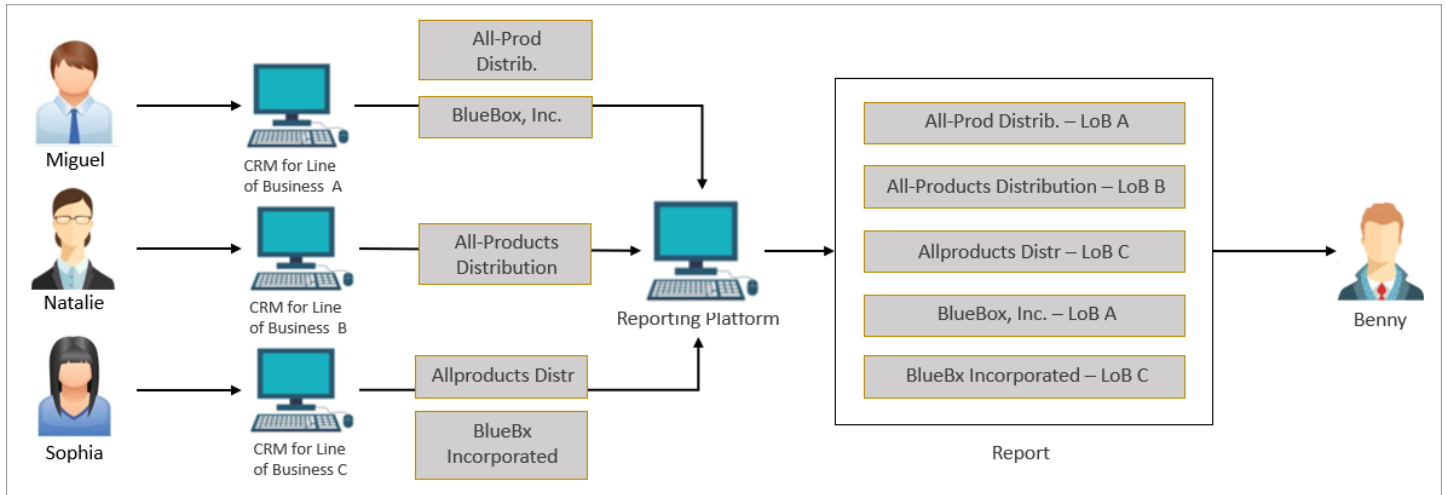 Miguel
CRM for Line
of Business A
All-Prod
Distrib.
BlueBox, Inc.
Natalie
CRM for Line
of Business B
All-Products
Distribution
Sophia
CRM for Line
of Business C
Allproducts Distr
BlueBx
Incorporated
Reporting Platform
All-Prod Distrib. – LoB A
All-Products Distribution – LoB B
Allproducts Distr – LoB C
BlueBox, Inc. – LoB A
BlueBx Incorporated – LoB C
Report
Benny